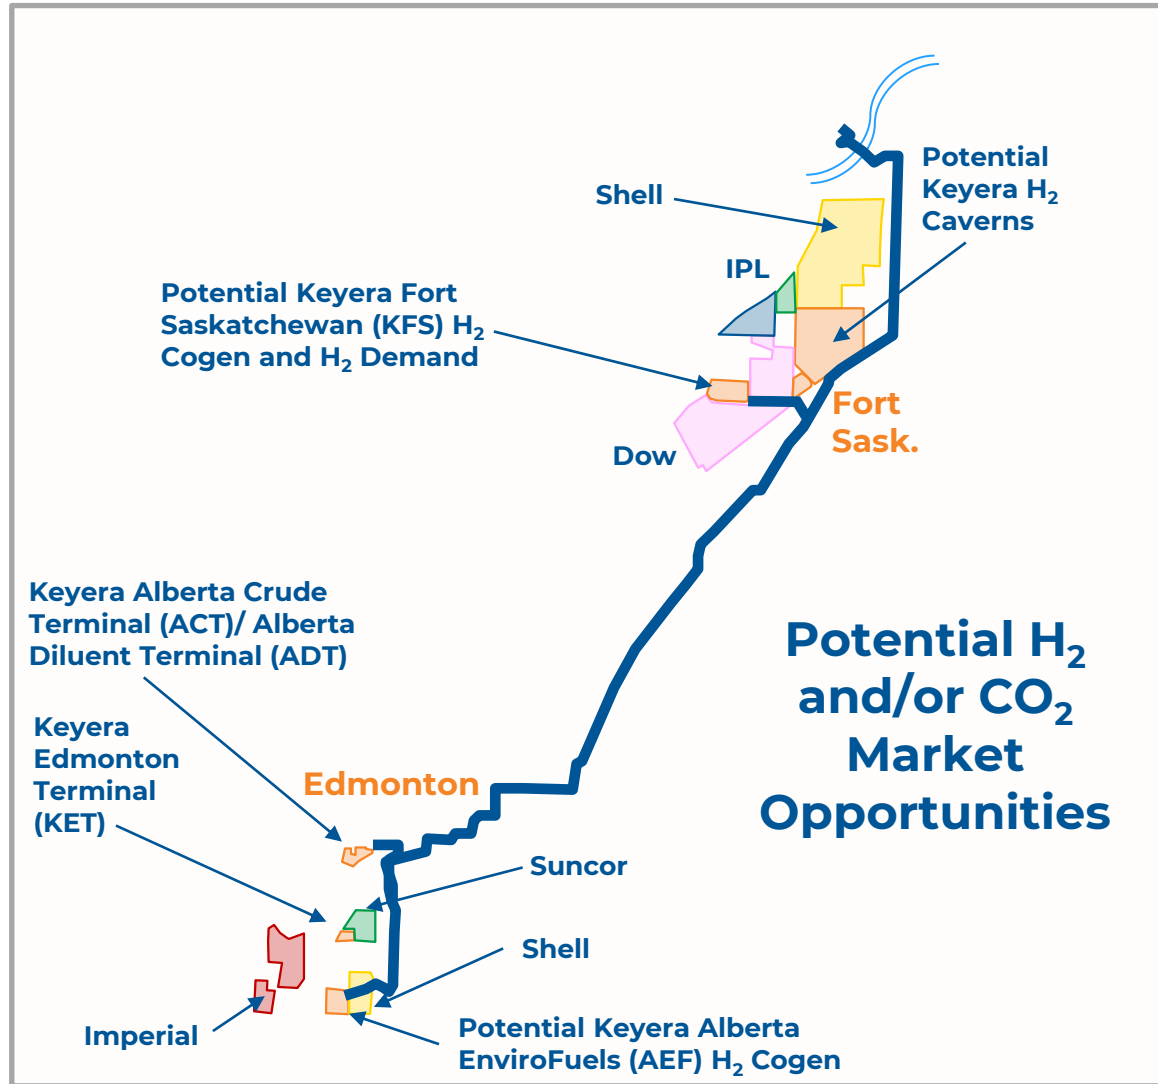 Potential
Keyera H₂
Caverns
Shell
IPL
Potential Keyera Fort
Saskatchewan (KFS) H₂
Cogen and H₂ Demand
Fort
Sask.
Dow
Keyera Alberta Crude
Terminal (ACT)/ Alberta
Diluent Terminal (ADT)
Potential H₂
and/or CO₂
Market
Opportunities
Keyera
Edmonton
Terminal
(KET)
Edmonton
Suncor
Shell
Imperial
Potential Keyera Alberta
EnviroFuels (AEF) H₂ Cogen